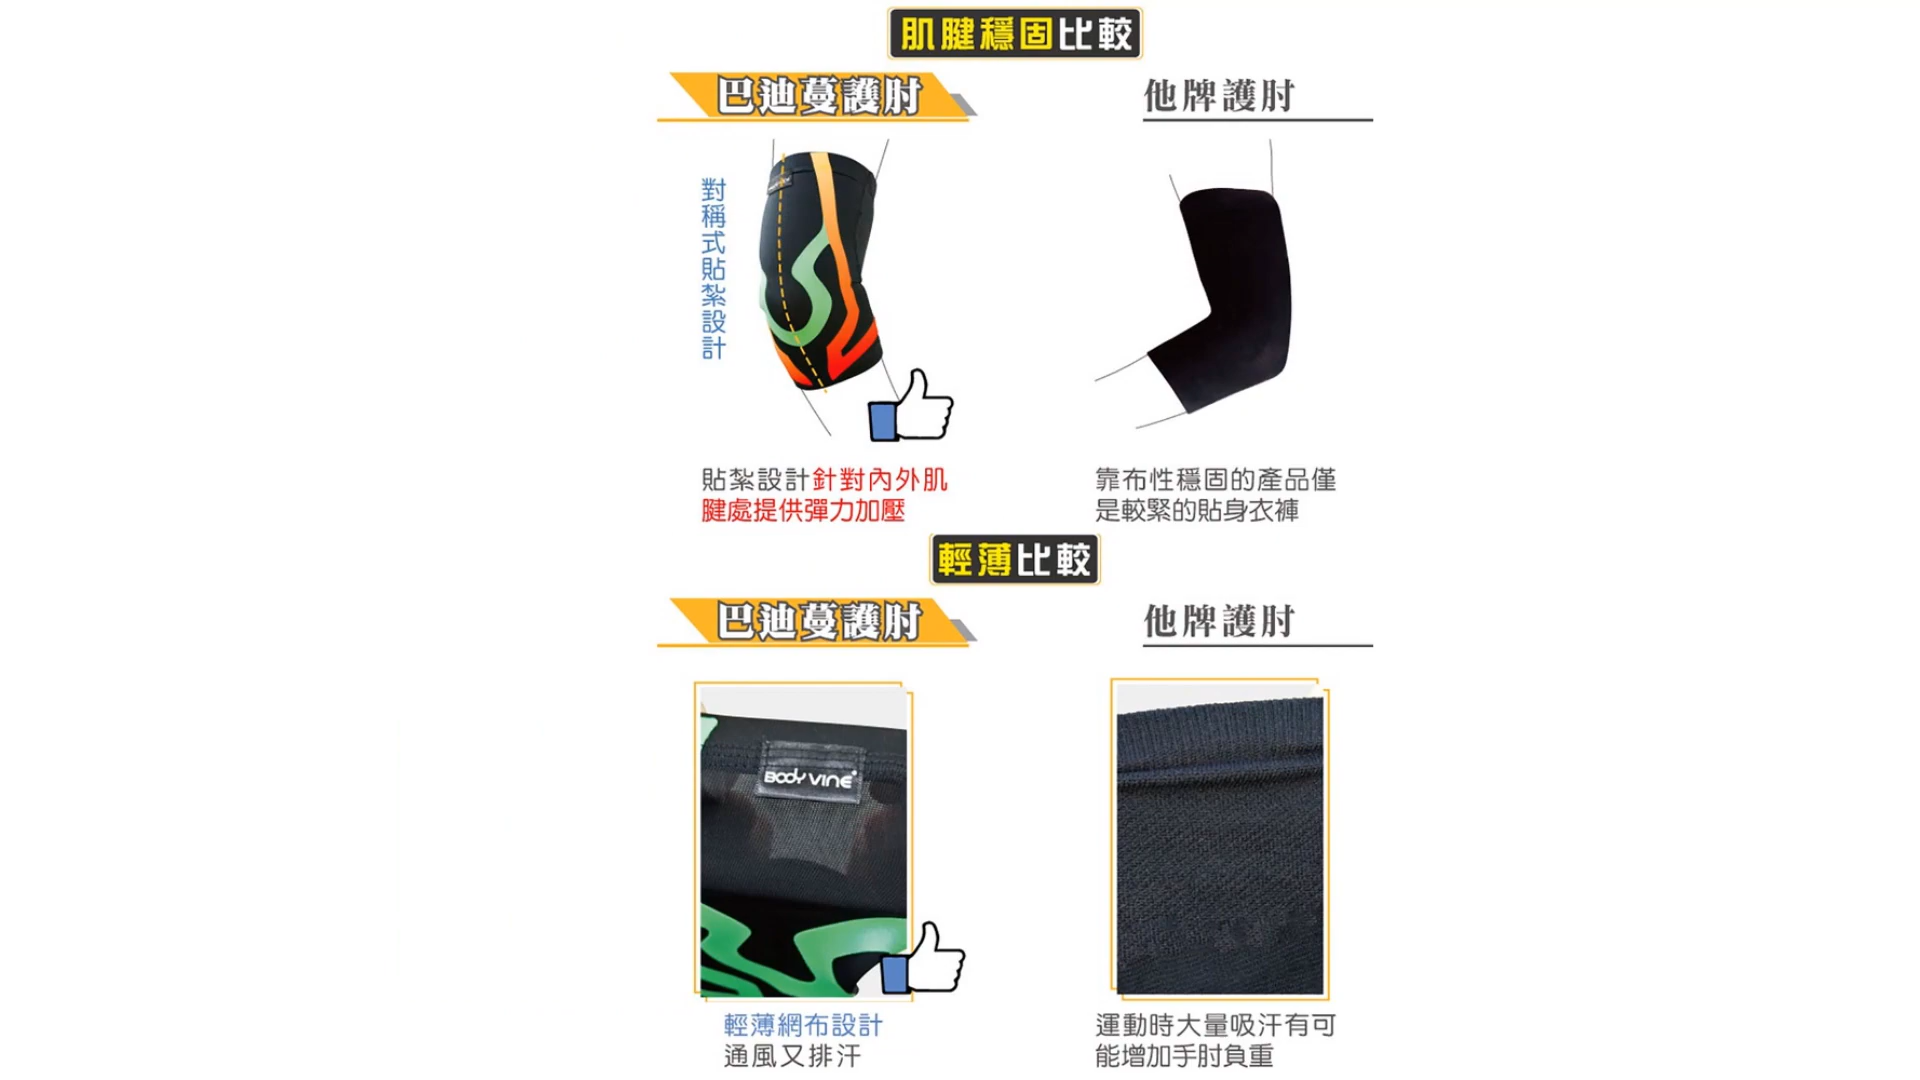 肌腱穩固比較
巴迪蔓護肘
他牌護肘
對稱式貼紮設計
貼紮設計針對內外肌
腱處提供彈力加壓
靠布性穩固的產品僅
是較緊的貼身衣褲
輕薄比較
巴迪蔓護肘
他牌護肘
BODY VINE®
輕薄網布設計
通風又排汗
運動時大量吸汗有可
能增加手肘負重